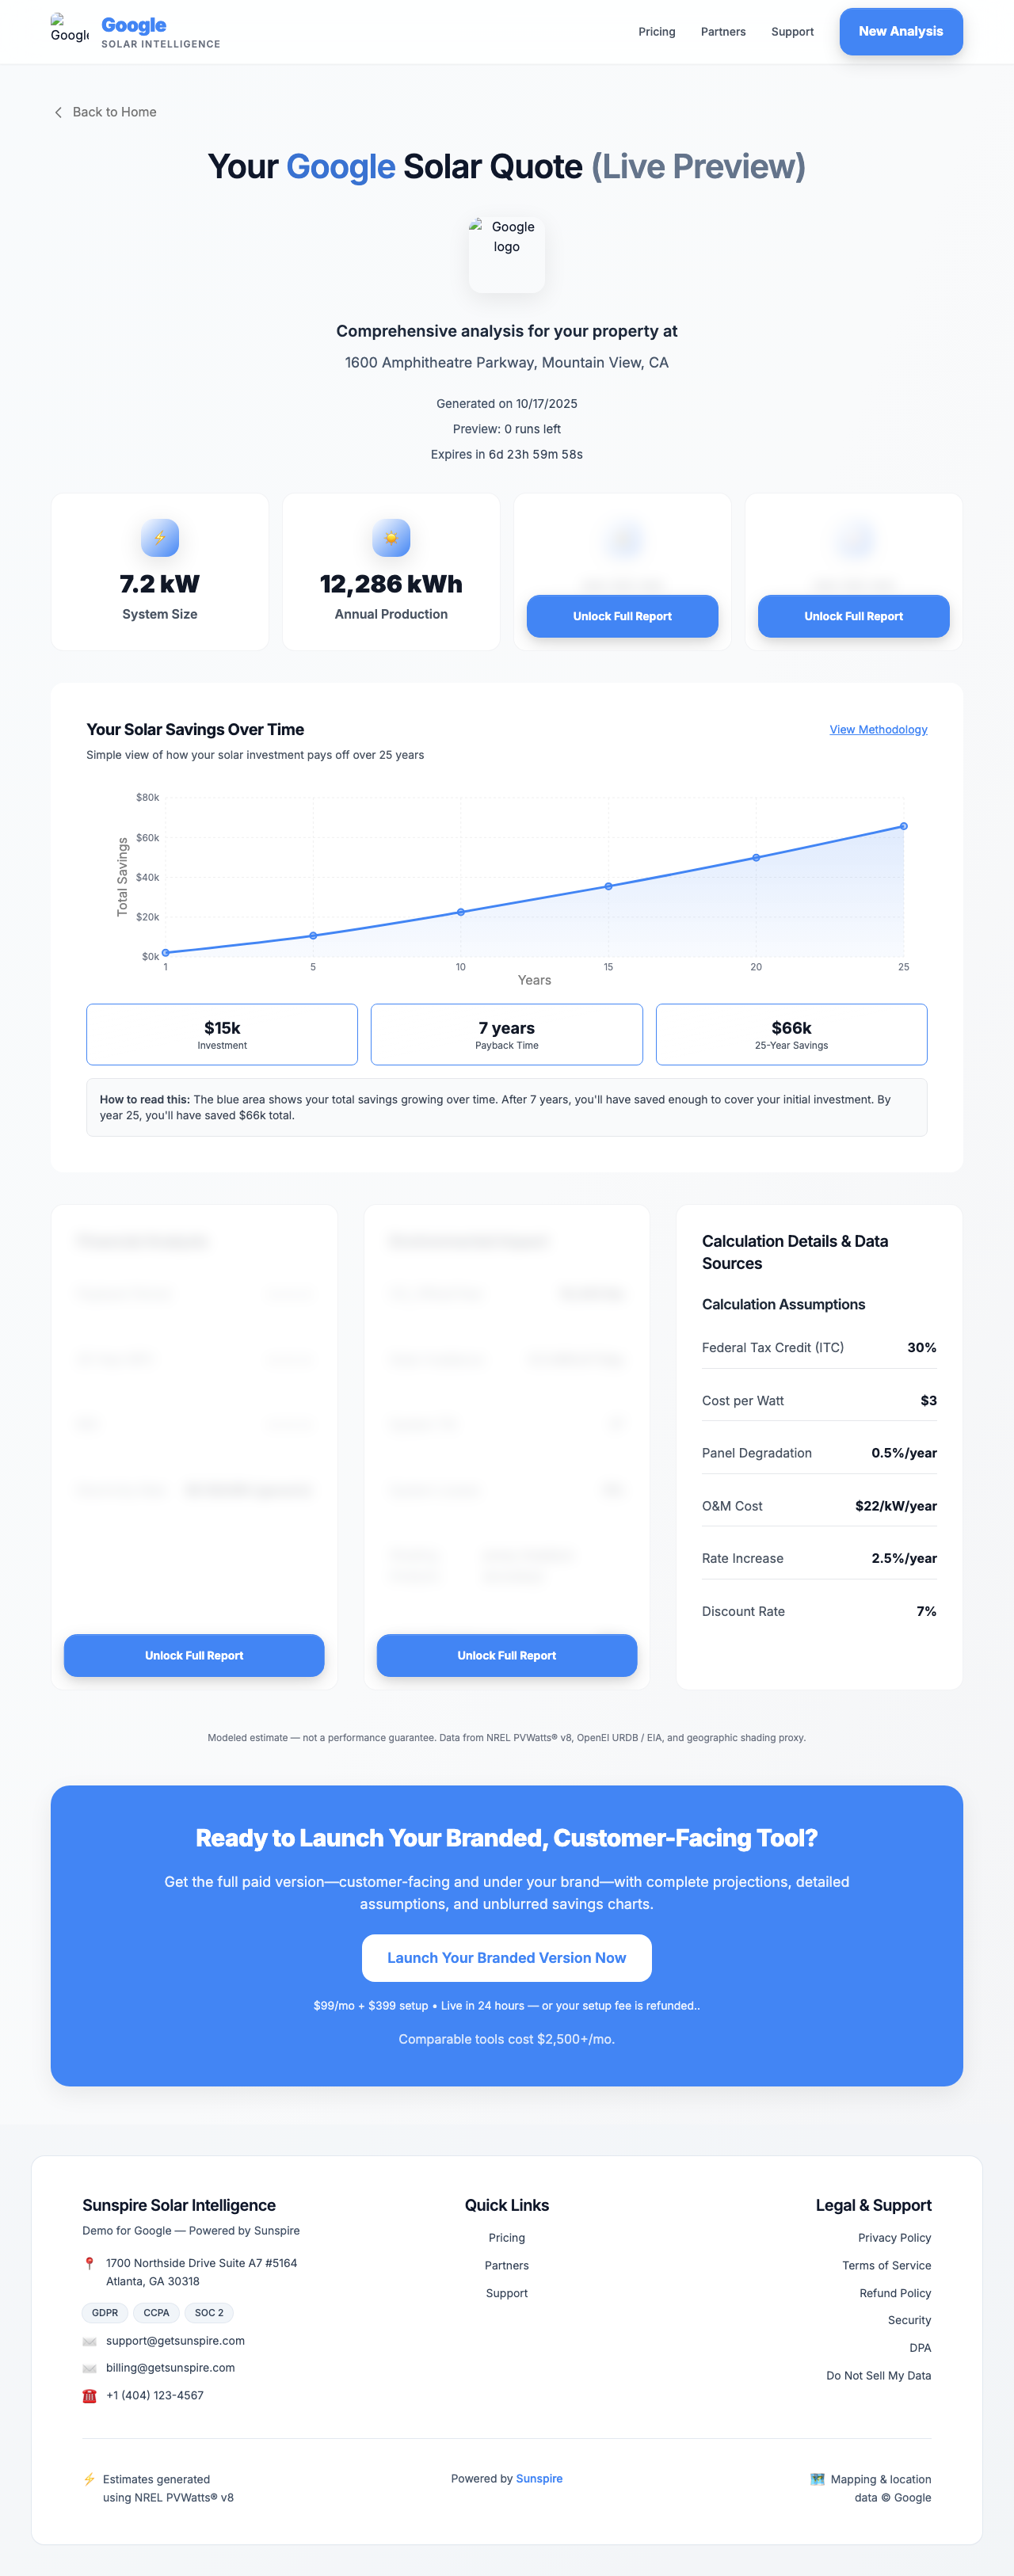 Google
Google
SOLAR INTELLIGENCE
Pricing
Partners
Support
New Analysis
Back to Home
Your Google Solar Quote (Live Preview)
Google
logo
Comprehensive analysis for your property at
1600 Amphitheatre Parkway, Mountain View, CA
Generated on 10/17/2025
Preview: 0 runs left
Expires in 6d 23h 59m 58s
7.2 kW
System Size
12,286 kWh
Annual Production
Unlock Full Report
Unlock Full Report
Your Solar Savings Over Time
View Methodology
Simple view of how your solar investment pays off over 25 years
$80k
$60k
$40k
$20k
$0k
Total Savings
1
5
10
15
20
25
Years
$15k
Investment
7 years
Payback Time
$66k
25-Year Savings
How to read this: The blue area shows your total savings growing over time. After 7 years, you'll have saved enough to cover your initial investment. By
year 25, you'll have saved $66k total.
Unlock Full Report
Unlock Full Report
Calculation Details & Data
Sources
Calculation Assumptions
Federal Tax Credit (ITC) 30%
Cost per Watt $3
Panel Degradation 0.5%/year
O&M Cost $22/kW/year
Rate Increase 2.5%/year
Discount Rate 7%
Modeled estimate — not a performance guarantee. Data from NREL PVWatts® v8, OpenEI URDB / EIA, and geographic shading proxy.
Ready to Launch Your Branded, Customer-Facing Tool?
Get the full paid version—customer-facing and under your brand—with complete projections, detailed
assumptions, and unblurred savings charts.
Launch Your Branded Version Now
$99/mo + $399 setup • Live in 24 hours — or your setup fee is refunded..
Comparable tools cost $2,500+/mo.
Sunspire Solar Intelligence
Demo for Google — Powered by Sunspire
1700 Northside Drive Suite A7 #5164
Atlanta, GA 30318
GDPR
CCPA
SOC 2
support@getsunspire.com
billing@getsunspire.com
+1 (404) 123-4567
Quick Links
Pricing
Partners
Support
Legal & Support
Privacy Policy
Terms of Service
Refund Policy
Security
DPA
Do Not Sell My Data
Estimates generated
using NREL PVWatts® v8
Powered by Sunspire
Mapping & location
data © Google